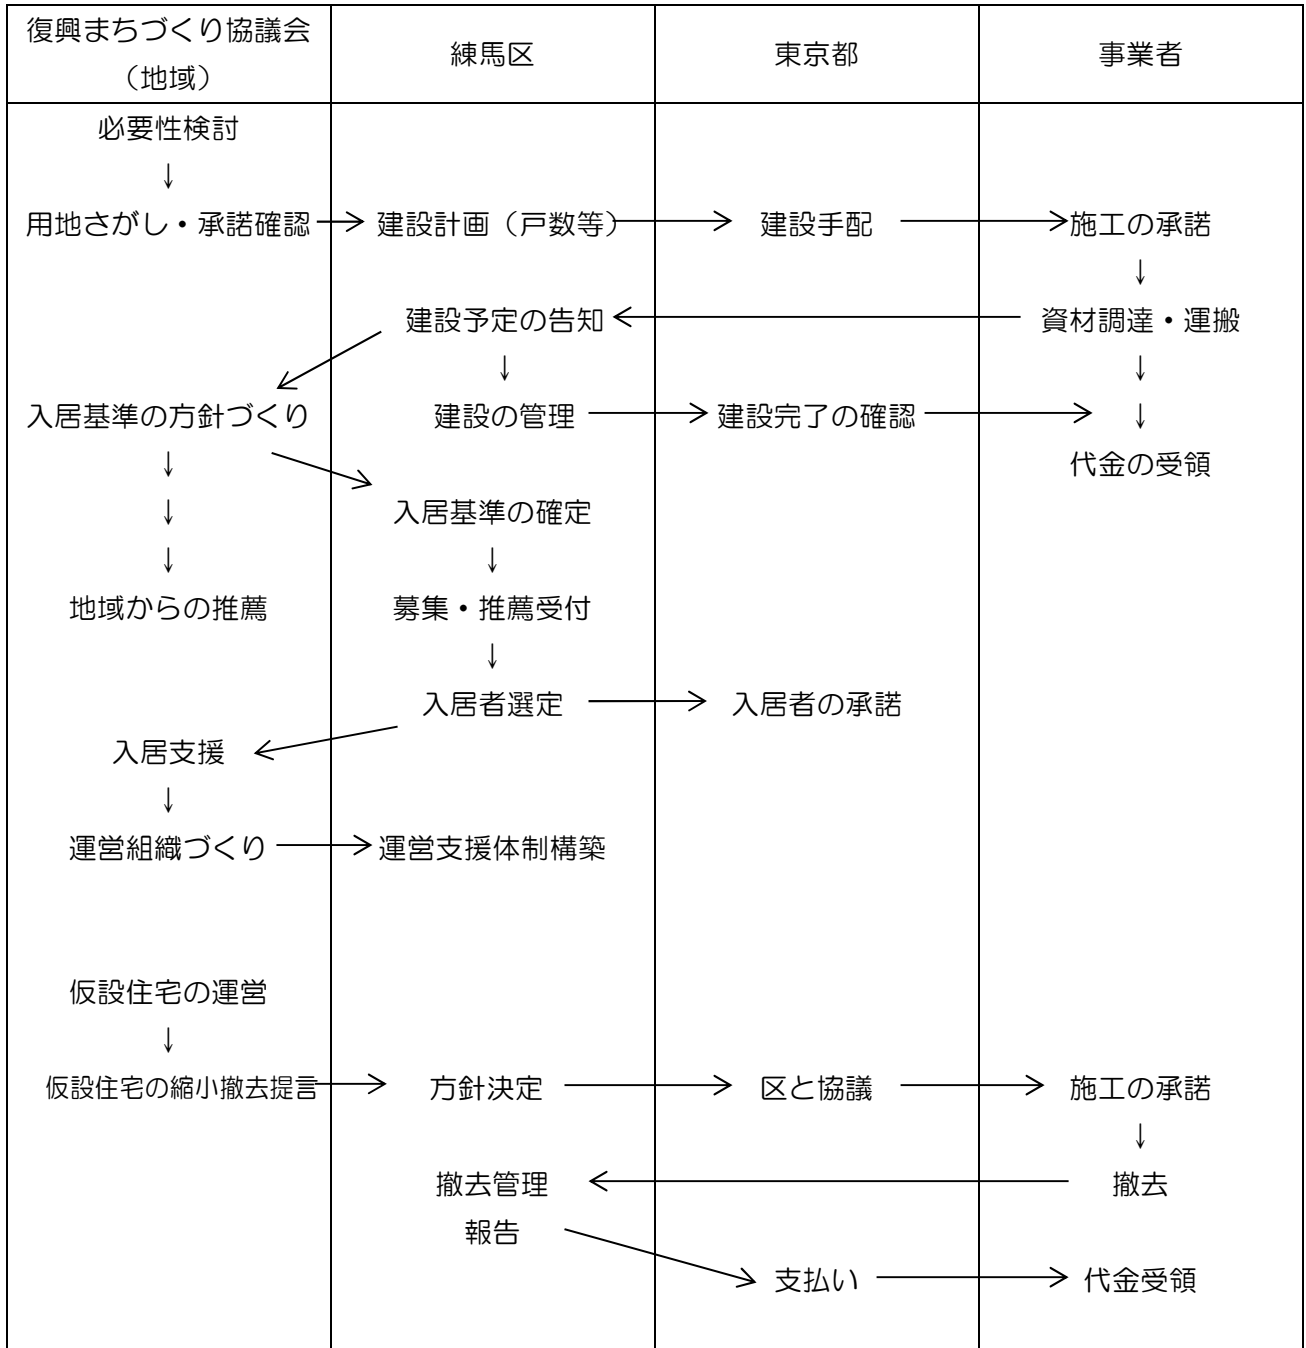 復興まちづくり協議会
（地域）
練馬区
東京都
事業者
必要性検討
↓
用地さがし・承諾確認 → 建設計画（戸数等） → 建設手配 → 施工の承諾
↓
建設予定の告知 ← 資材調達・運搬
↓ ↓
入居基準の方針づくり 建設の管理 → 建設完了の確認 → ↓
↓ 代金の受領
↓ 入居基準の確定
↓ ↓
地域からの推薦 募集・推薦受付
↓
入居者選定 → 入居者の承諾
入居支援
↓
運営組織づくり → 運営支援体制構築
仮設住宅の運営
↓
仮設住宅の縮小撤去提言 → 方針決定 → 区と協議 → 施工の承諾
↓
撤去管理 ← 撤去
報告
支払い → 代金受領